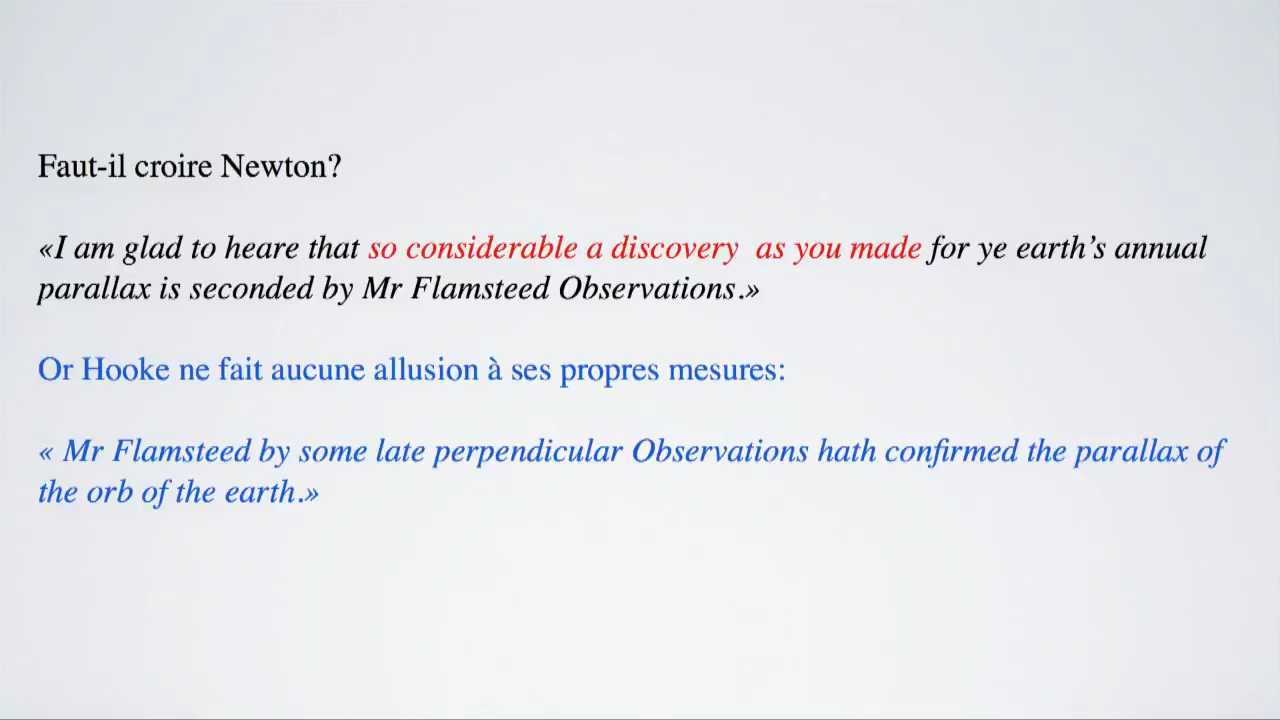 Faut-il croire Newton?
«I am glad to heare that so considerable a discovery as you made for ye earth’s annual
parallax is seconded by Mr Flamsteed Observations.»
Or Hooke ne fait aucune allusion à ses propres mesures:
« Mr Flamsteed by some late perpendicular Observations hath confirmed the parallax of
the orb of the earth.»